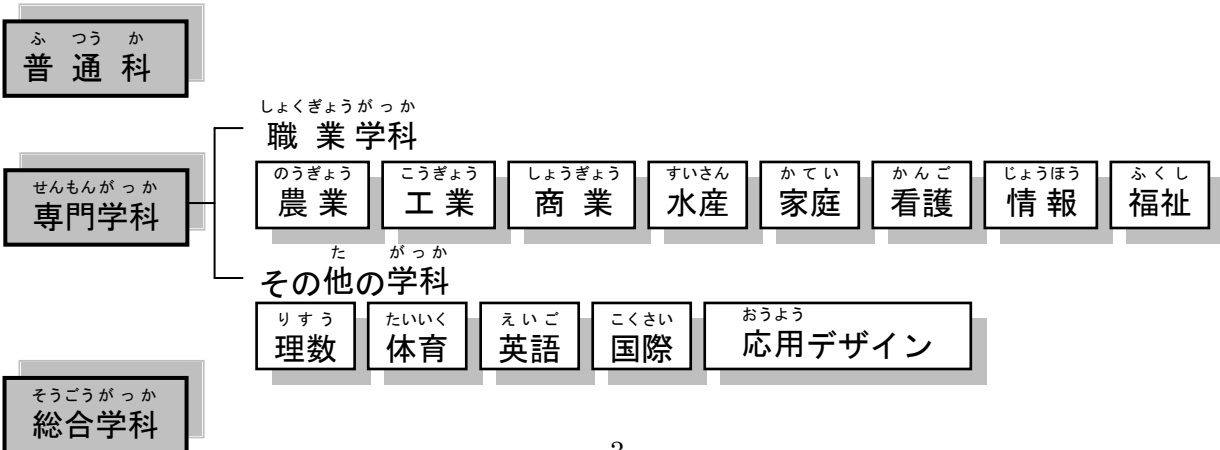 ふ つう か
普 通 科
しょくぎょうがっか
職 業 学科
せんもんがっか
専門学科
のうぎょう こうぎょう しょうぎょう すいさん かてい かんご じょうほう ふくし
農業 工業 商業 水産 家庭 看護 情報 福祉
た がっか
その他の学科
りすう たいいく えいご こくさい おうよう
理数 体育 英語 国際 応用デザイン
そうごうがっか
総合学科